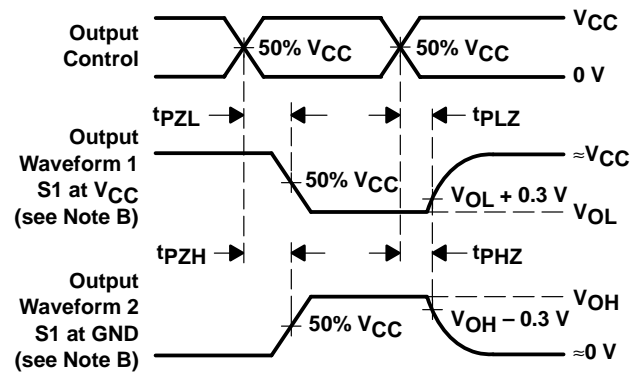 Output
Control
50% VCC
50% VCC
VCC
0 V
tPZL
tPLZ
Output
Waveform 1
S1 at VCC
(see Note B)
50% VCC
≈VCC
VOL + 0.3 V
VOL
tPZH
tPHZ
Output
Waveform 2
S1 at GND
(see Note B)
50% VCC
VOH
VOH − 0.3 V
≈0 V